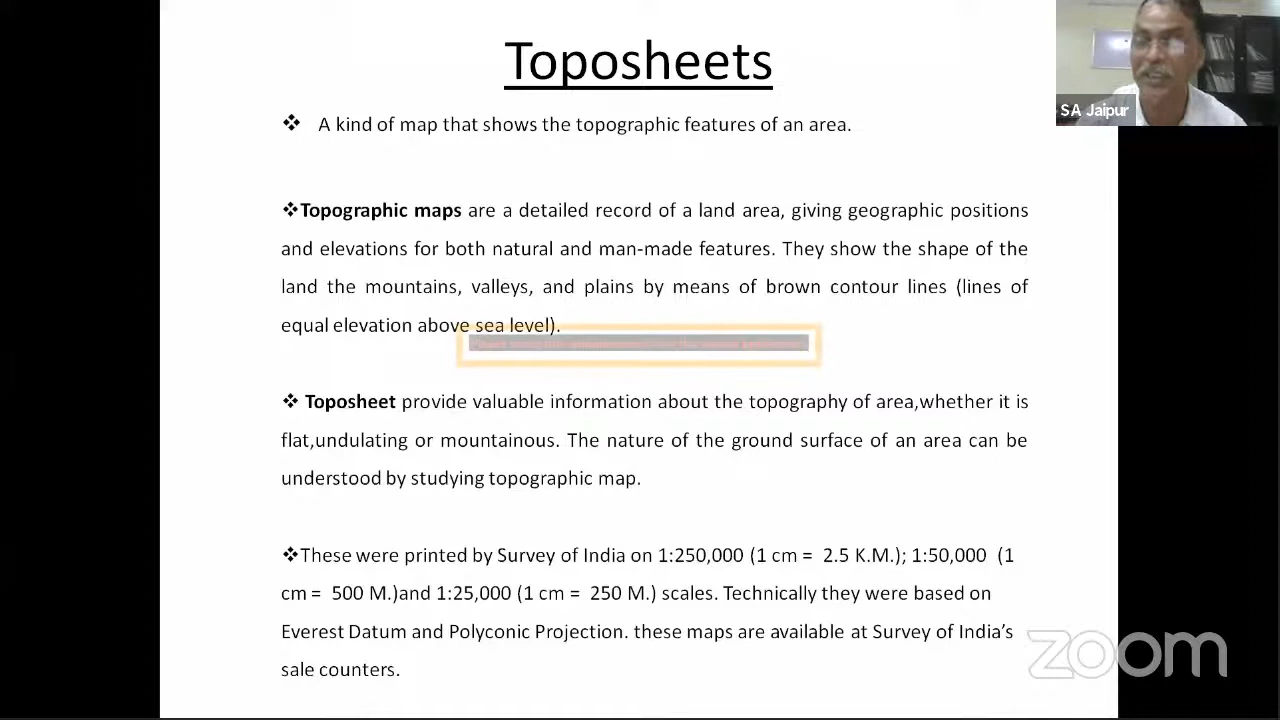 Toposheets
❖ A kind of map that shows the topographic features of an area.
❖Topographic maps are a detailed record of a land area, giving geographic positions
and elevations for both natural and man-made features. They show the shape of the
land the mountains, valleys, and plains by means of brown contour lines (lines of
equal elevation above sea level).
❖ Toposheet provide valuable information about the topography of area,whether it is
flat,undulating or mountainous. The nature of the ground surface of an area can be
understood by studying topographic map.
❖These were printed by Survey of India on 1:250,000 (1 cm = 2.5 K.M.); 1:50,000 (1
cm = 500 M.)and 1:25,000 (1 cm = 250 M.) scales. Technically they were based on
Everest Datum and Polyconic Projection. these maps are available at Survey of India’s
sale counters.
SA Jaipur
zoom